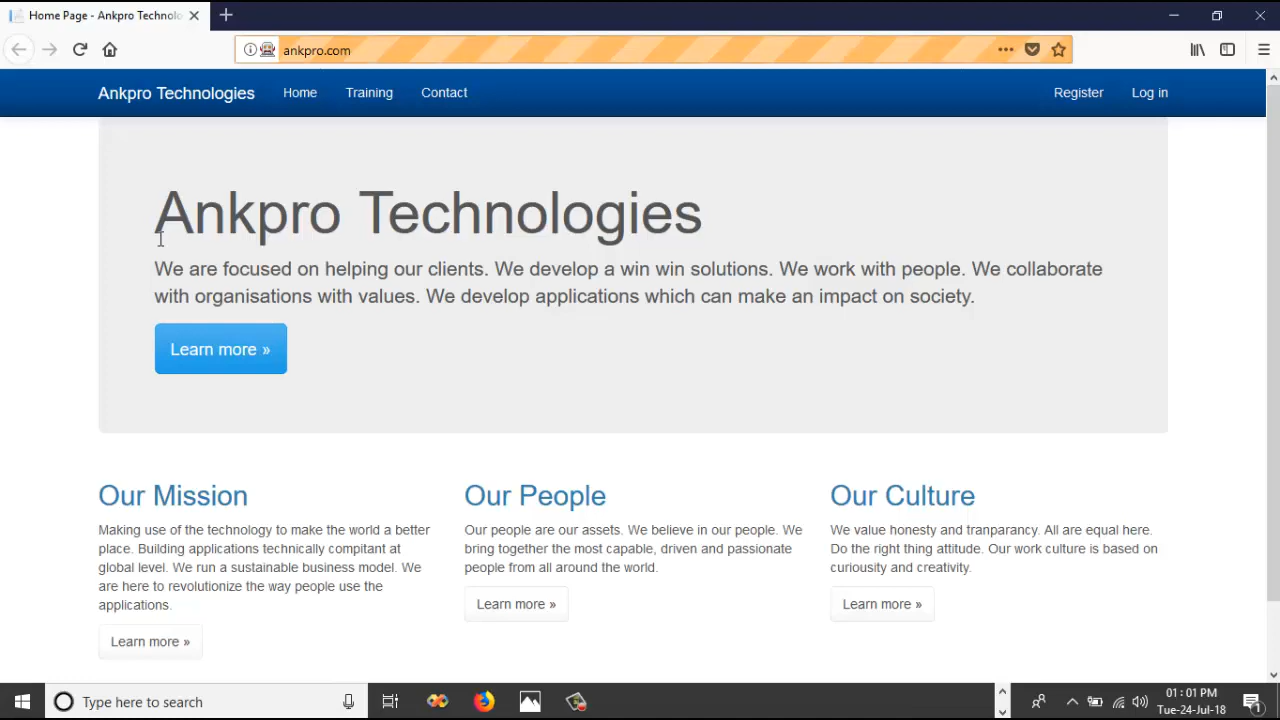 Home Page - Ankpro Technolo
ankpro.com
Ankpro Technologies Home Training Contact Register Log in
Ankpro Technologies
We are focused on helping our clients. We develop a win win solutions. We work with people. We collaborate
with organisations with values. We develop applications which can make an impact on society.
Learn more »
Our Mission
Making use of the technology to make the world a better
place. Building applications technically compitant at
global level. We run a sustainable business model. We
are here to revolutionize the way people use the
applications.
Learn more »
Our People
Our people are our assets. We believe in our people. We
bring together the most capable, driven and passionate
people from all around the world.
Learn more »
Our Culture
We value honesty and tranparancy. All are equal here.
Do the right thing attitude. Our work culture is based on
curiousity and creativity.
Learn more »
Type here to search
01:01 PM
Tue-24-Jul-18
1